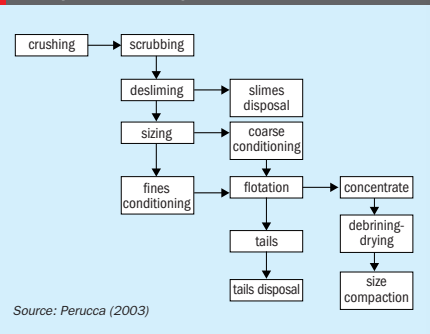 crushing
scrubbing
desliming
slimes
disposal
sizing
coarse
conditioning
fines
conditioning
flotation
concentrate
tails
debrining-
drying
tails disposal
size
compaction
Source: Perucca (2003)